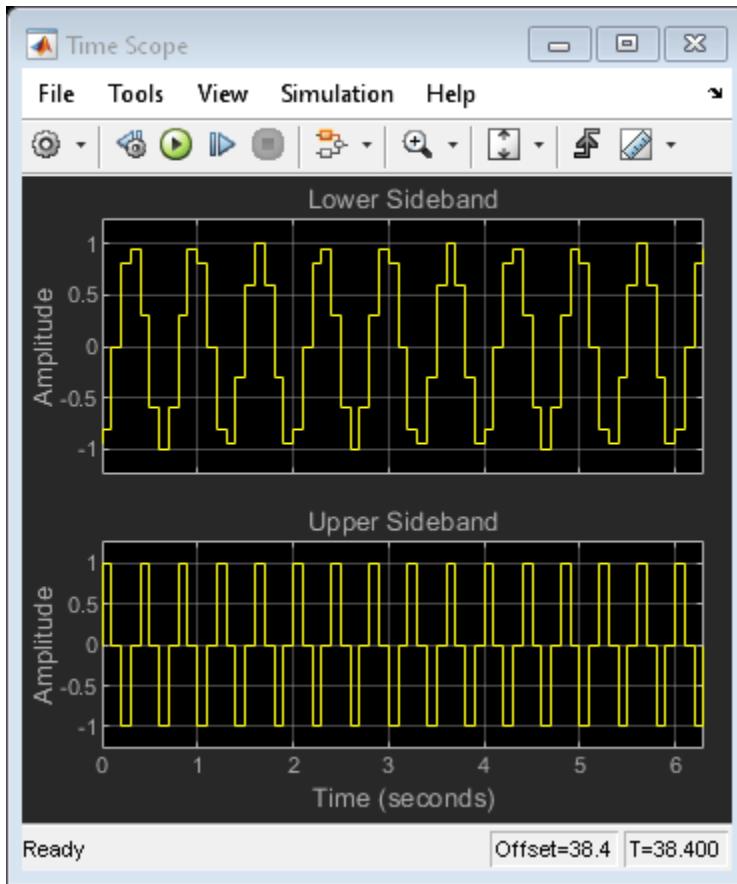 Time Scope
File Tools View Simulation Help
Lower Sideband
1
0.5
0
-0.5
-1
Amplitude
Upper Sideband
1
0.5
0
-0.5
-1
Amplitude
0 1 2 3 4 5 6
Time (seconds)
Ready Offset=38.4 T=38.400